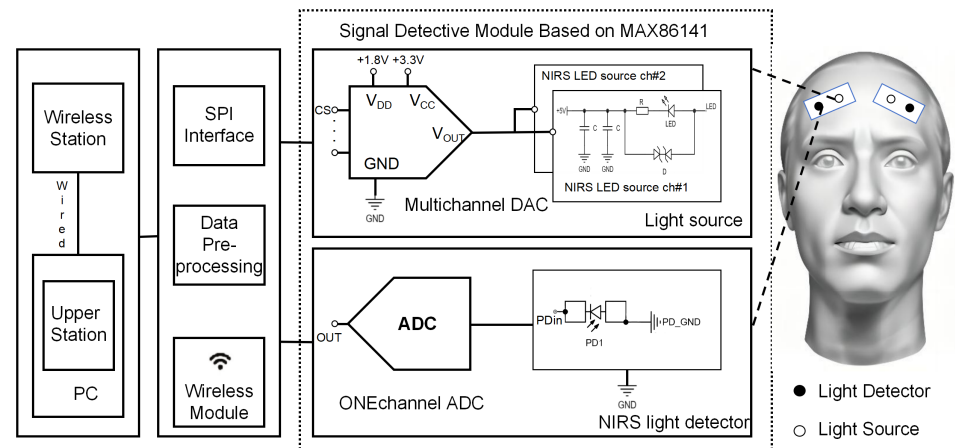 Signal Detective Module Based on MAX86141
Wireless
Station
Wired
Upper
Station
PC
SPI
Interface
Data
Pre-
processing
Wireless
Module
+1.8V +3.3V
VDD
VCC
CS
VOUT
GND
GND
Multichannel DAC
NIRS LED source ch#2
+5V
R
LED
LED
C
C
GND
GND
D
NIRS LED source ch#1
Light source
OUT
ADC
ONEchannel ADC
PDin
PD1
PD_GND
GND
NIRS light detector
Light Detector
Light Source